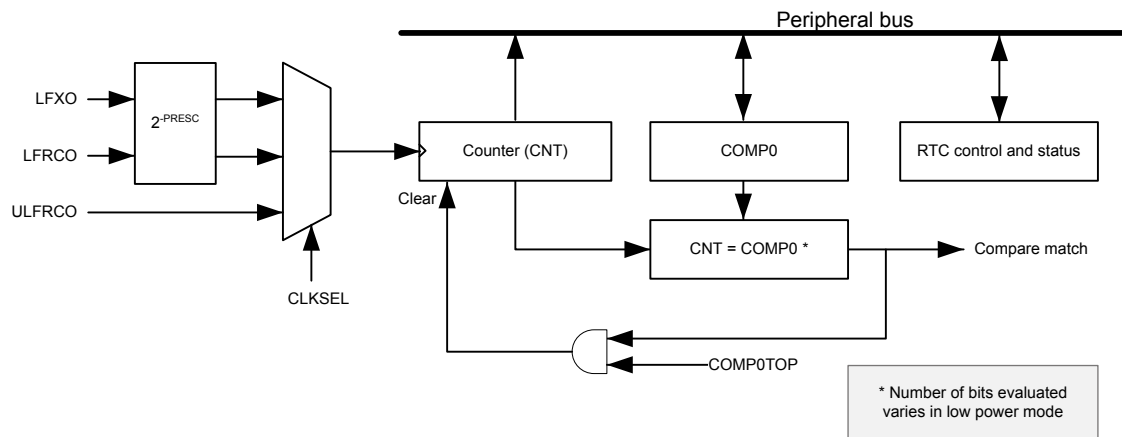 Peripheral bus
LFXO
2-PRESC
LFRCO
ULFRCO
CLKSEL
Counter (CNT)
Clear
COMP0
RTC control and status
CNT = COMP0 *
Compare match
COMP0TOP
* Number of bits evaluated
varies in low power mode